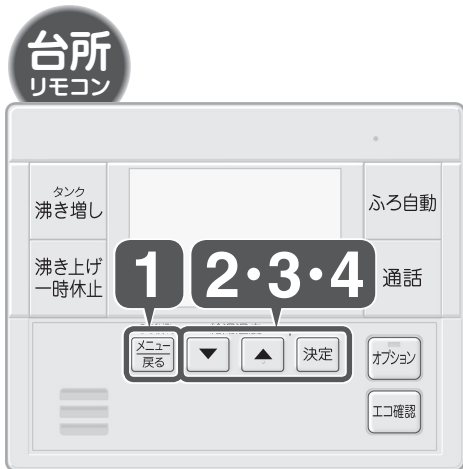 台所
リモコン
タンク
沸き増し
ふろ自動
沸き上げ
一時休止
1
2・3・4
通話
メニュー
戻る
▼
▲
決定
オプション
エコ確認